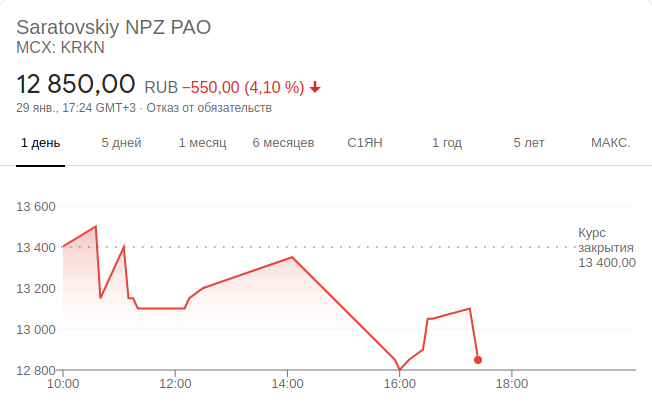 Saratovskiy NPZ PAO
MCX: KRKN
12 850,00 RUB −550,00 (4,10 %)
29 янв., 17:24 GMT+3 · Отказ от обязательств
1 день 5 дней 1 месяц 6 месяцев С1ЯН 1 год 5 лет МАКС.
13 600
13 400
13 200
13 000
12 800
Курс
закрытия
13 400,00
10:00 12:00 14:00 16:00 18:00